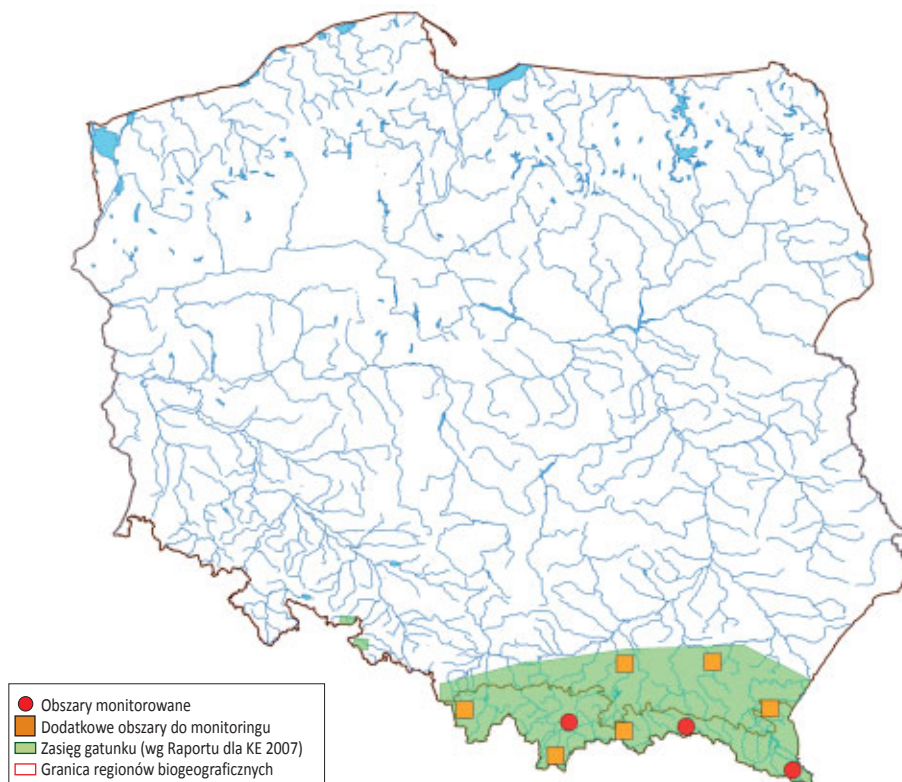 Obszary monitorowane
Dodatkowe obszary do monitoringu
Zasięg gatunku (wg Raportu dla KE 2007)
Granica regionów biogeograficznych